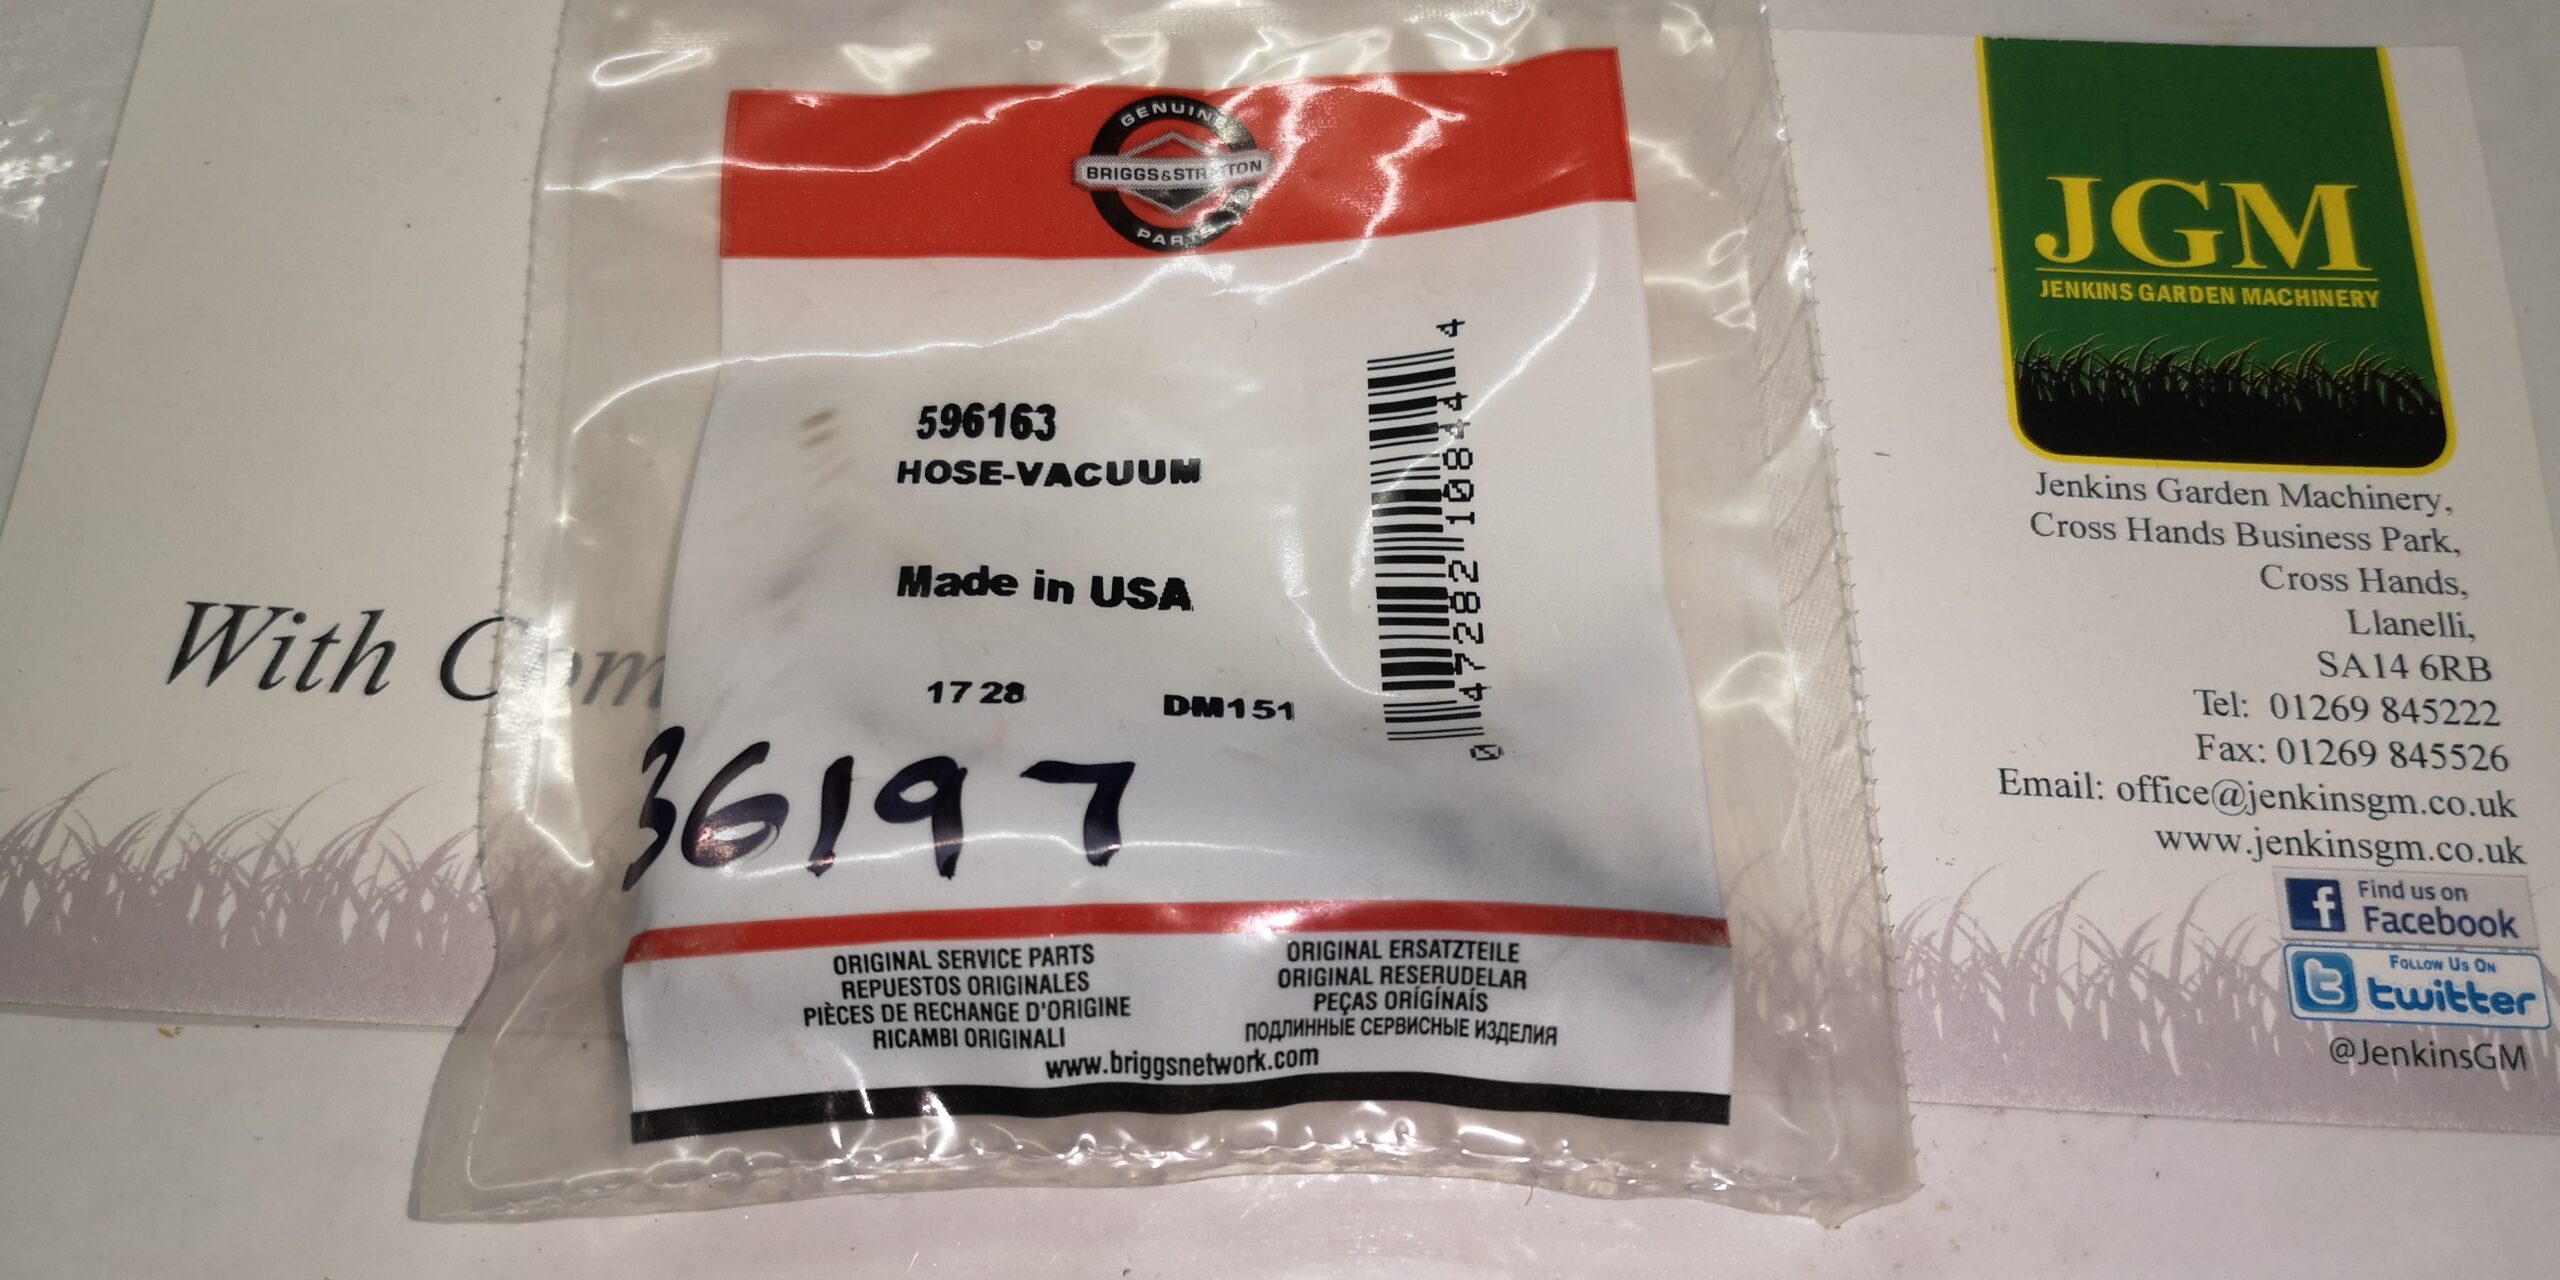 GENUINE
BRIGGS&STRATTON
PARTS
596163
HOSE-VACUUM
Made in USA
17 28 DM151
0 47282 10844 4
36197
ORIGINAL SERVICE PARTS
REPUESTOS ORIGINALES
PIÈCES DE RECHANGE D'ORIGINE
RICAMBI ORIGINALI
ORIGINAL ERSATZTEILE
ORIGINAL RESERUDELAR
PEÇAS ORÍGÍNAÍS
ПОДЛИННЫЕ СЕРВИСНЫЕ ИЗДЕЛИЯ
www.briggsnetwork.com
With Com
JGM
JENKINS GARDEN MACHINERY
Jenkins Garden Machinery,
Cross Hands Business Park,
Cross Hands,
Llanelli,
SA14 6RB
Tel: 01269 845222
Fax: 01269 845526
Email: office@jenkinsgm.co.uk
www.jenkinsgm.co.uk
f Find us on
Facebook
t Follow Us On
twitter
@JenkinsGM